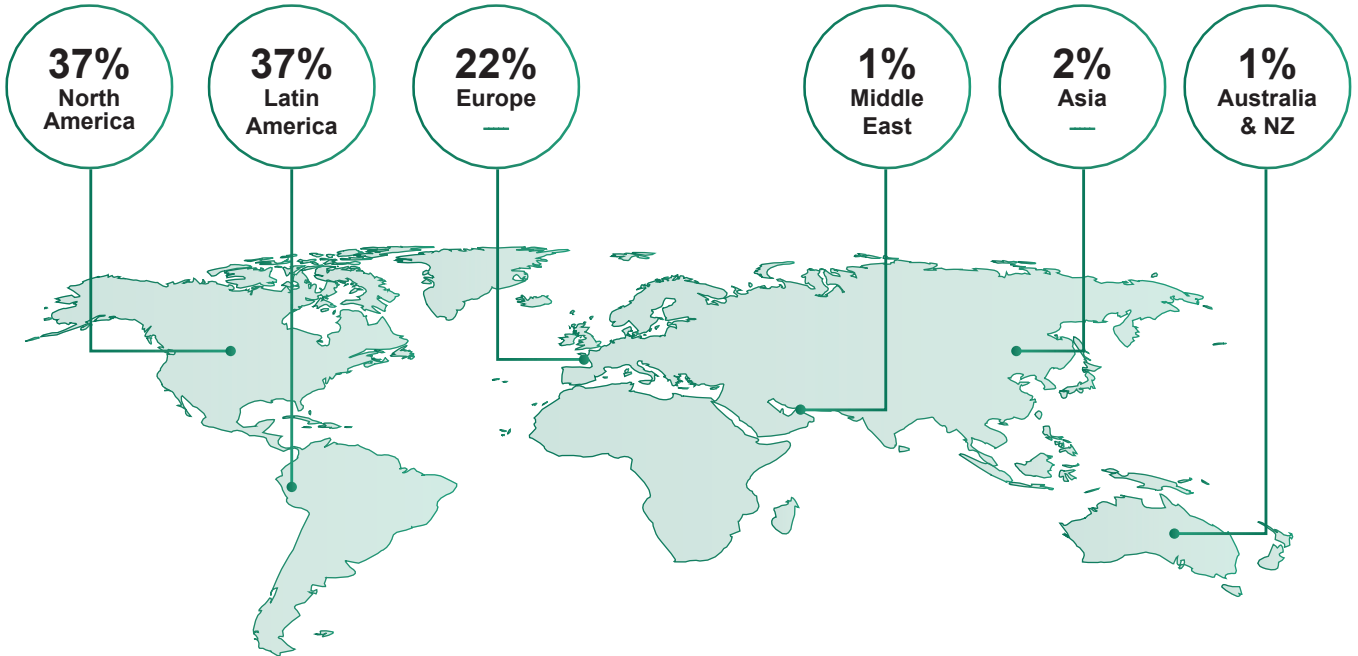 37%
North
America
37%
Latin
America
22%
Europe
1%
Middle
East
2%
Asia
1%
Australia
& NZ